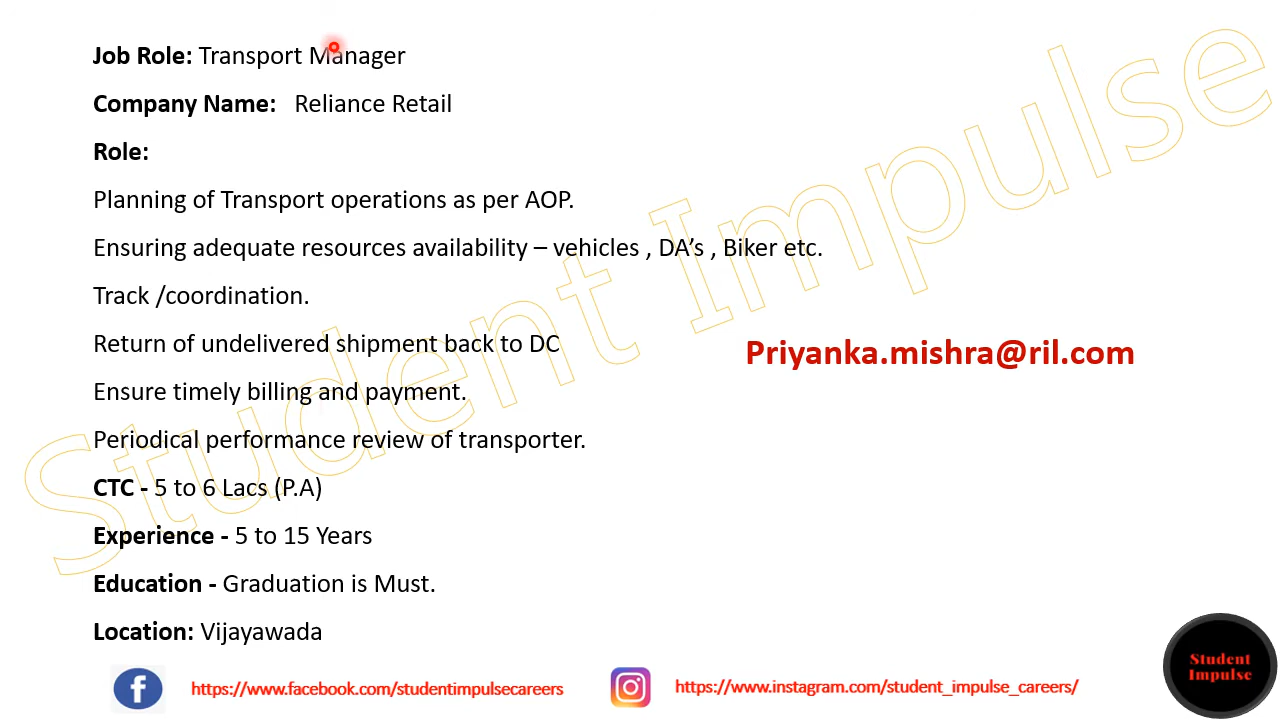 Job Role: Transport Manager
Company Name: Reliance Retail
Role:
Planning of Transport operations as per AOP.
Ensuring adequate resources availability – vehicles , DA’s , Biker etc.
Track /coordination.
Return of undelivered shipment back to DC
Priyanka.mishra@ril.com
Ensure timely billing and payment.
Periodical performance review of transporter.
CTC - 5 to 6 Lacs (P.A)
Experience - 5 to 15 Years
Education - Graduation is Must.
Location: Vijayawada
Student Impulse
https://www.facebook.com/studentimpulsecareers
https://www.instagram.com/student_impulse_careers/
Student
Impulse